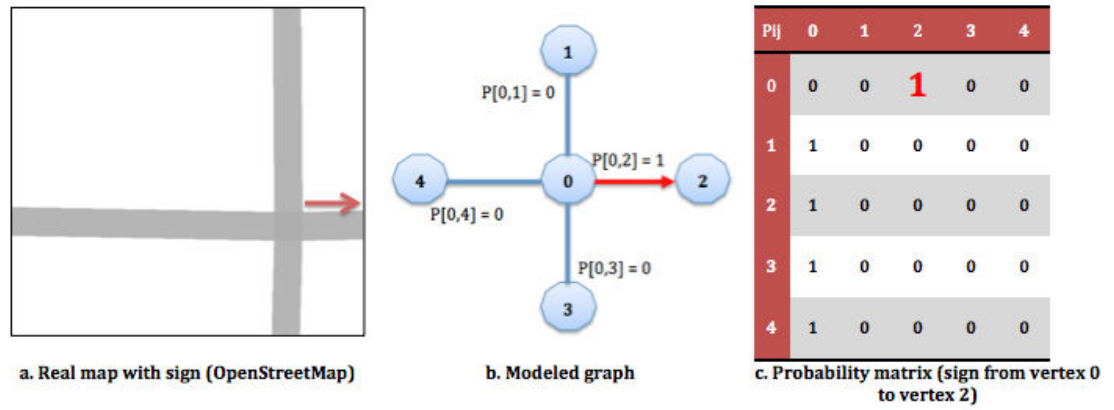 1
P[0,1] = 0
P[0,2] = 1
4
0
2
P[0,4] = 0
P[0,3] = 0
3
Pij 0 1 2 3 4
0 0 0 1 0 0
1 1 0 0 0 0
2 1 0 0 0 0
3 1 0 0 0 0
4 1 0 0 0 0
a. Real map with sign (OpenStreetMap)
b. Modeled graph
c. Probability matrix (sign from vertex 0
to vertex 2)